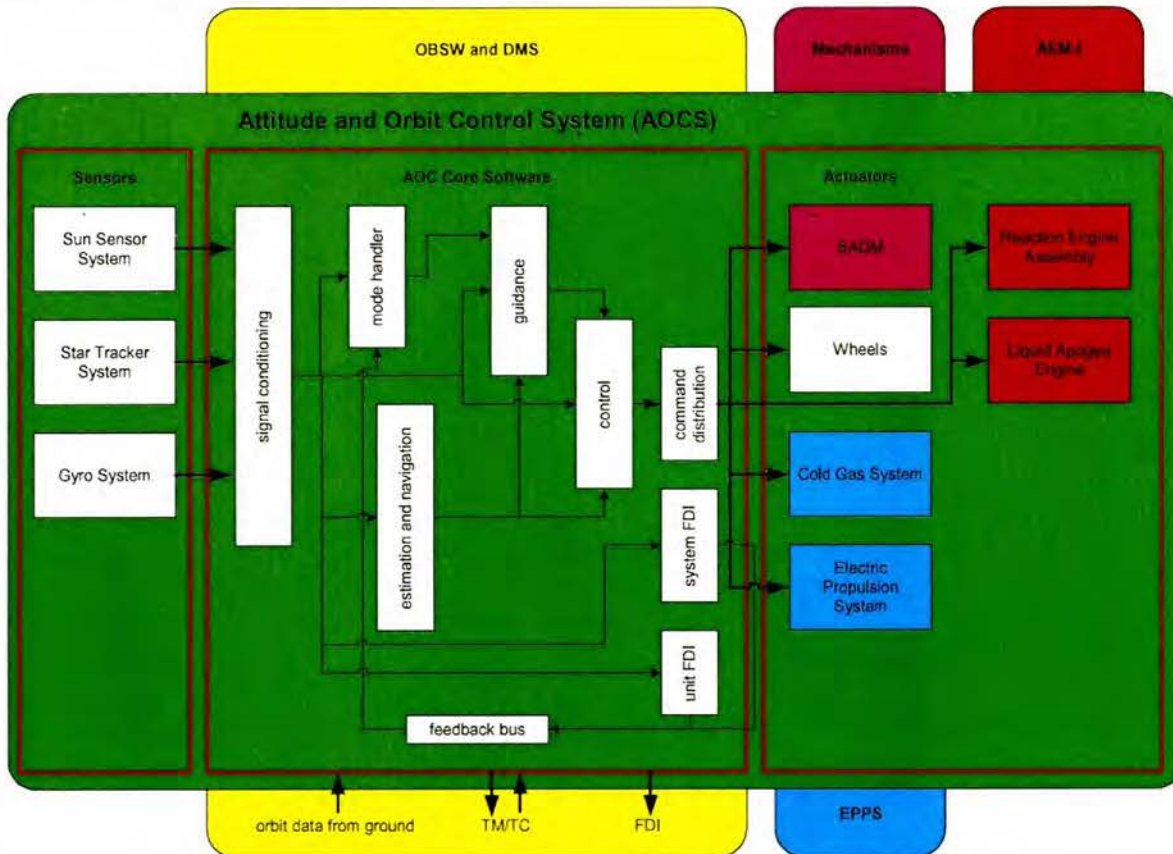 OBSW and DMS
Mechanisms
AEM-I
Attitude and Orbit Control System (AOCS)
Sensors
AOC Core Software
Actuators
Sun Sensor
System
Star Tracker
System
Gyro System
signal conditioning
mode handler
guidance
estimation and navigation
control
command
distribution
system FDI
unit FDI
feedback bus
SADM
Wheels
Cold Gas System
Electric
Propulsion
System
Reaction Engine
Assembly
Liquid Apogee
Engine
orbit data from ground
TM/TC
FDI
EPPS